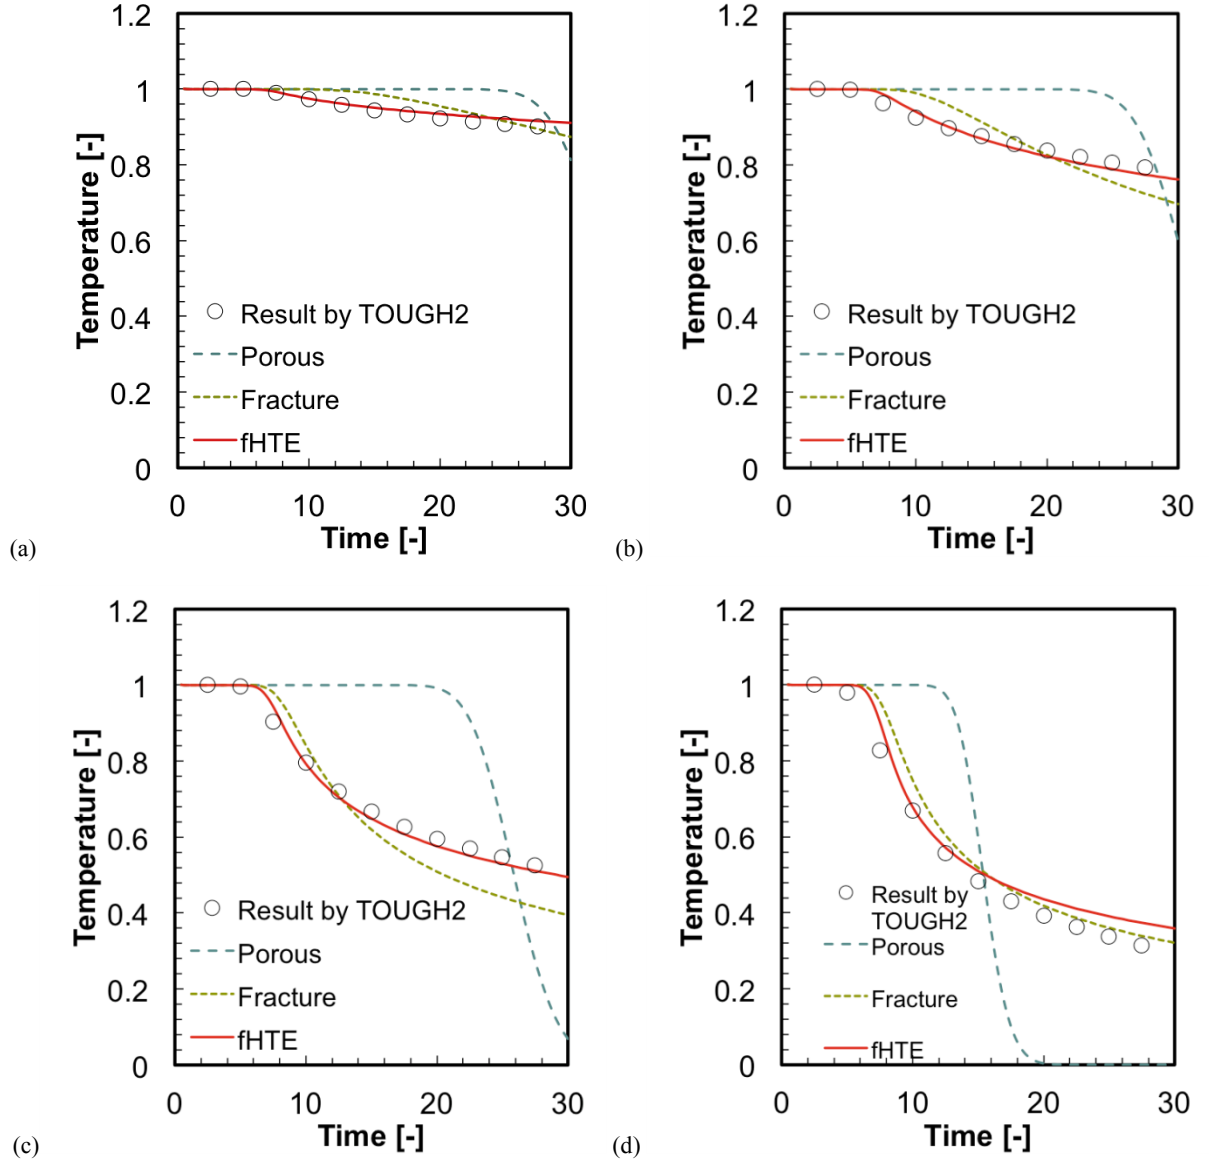 1.2
1
0.8
0.6
0.4
0.2
0
Temperature [-]
Result by TOUGH2
Porous
Fracture
fHTE
0 10 20 30
Time [-]
(a)
1.2
1
0.8
0.6
0.4
0.2
0
Temperature [-]
Result by TOUGH2
Porous
Fracture
fHTE
0 10 20 30
Time [-]
(b)
1.2
1
0.8
0.6
0.4
0.2
0
Temperature [-]
Result by TOUGH2
Porous
Fracture
fHTE
0 10 20 30
Time [-]
(c)
1.2
1
0.8
0.6
0.4
0.2
0
Temperature [-]
Result by
TOUGH2
Porous
Fracture
fHTE
0 10 20 30
Time [-]
(d)